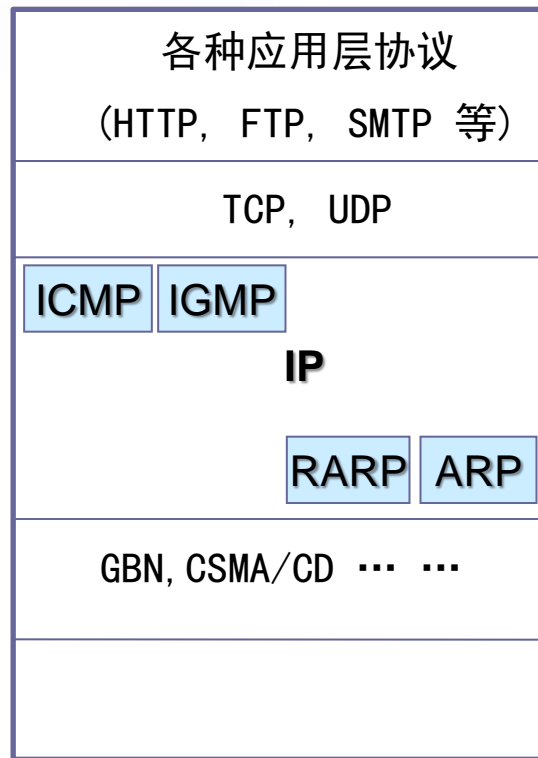 各种应用层协议
(HTTP, FTP, SMTP 等)
TCP, UDP
ICMP IGMP
IP
RARP ARP
GBN,CSMA/CD … …